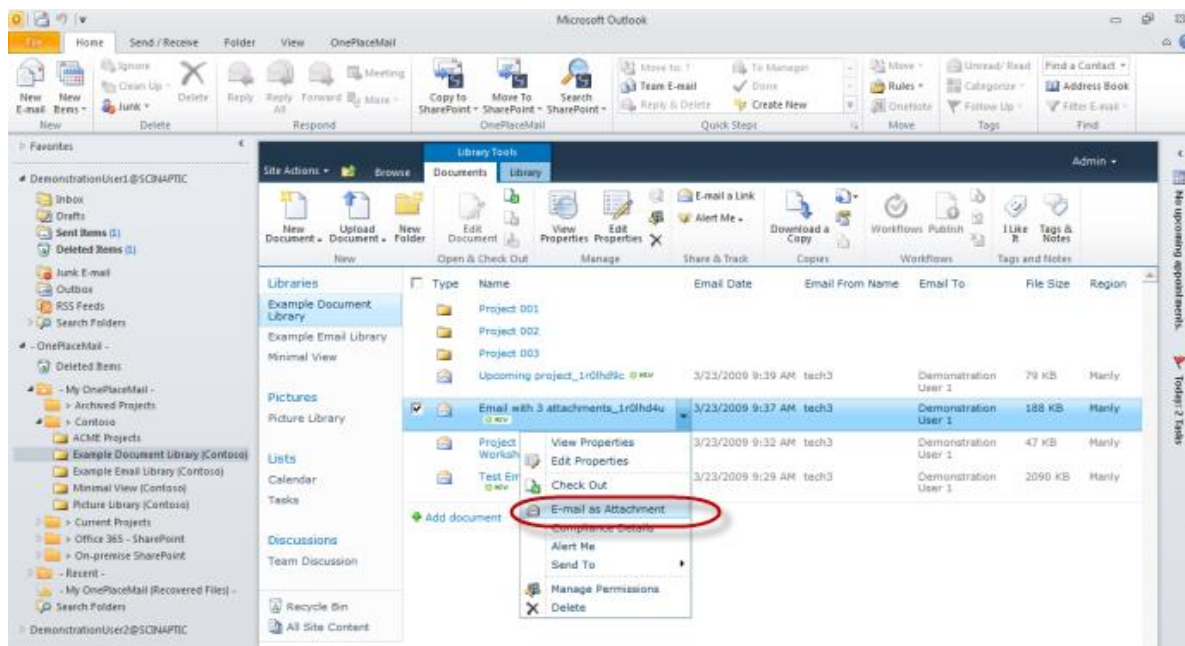 Microsoft Outlook
File Home Send / Receive Folder View OnePlaceMail
New E-mail
New Items
New
Ignore
Clean Up
Junk
Delete
Delete
Reply
Reply All
Forward
Meeting
More
Respond
Copy to SharePoint
Move To SharePoint
Search SharePoint
OnePlaceMail
Move to: ?
Team E-mail
Reply & Delete
To Manager
Done
Create New
Quick Steps
Move
Rules
OneNote
Move
Unread/ Read
Categorize
Follow Up
Tags
Find a Contact
Address Book
Filter E-mail
Find
Favorites
DemonstrationUser1@SCINAPTIC
Inbox
Drafts
Sent Items (1)
Deleted Items (1)
Junk E-mail
Outbox
RSS Feeds
Search Folders
- OnePlaceMail -
Deleted Items
- My OnePlaceMail -
> Archived Projects
> Contoso
ACME Projects
Example Document Library (Contoso)
Example Email Library (Contoso)
Minimal View (Contoso)
Picture Library (Contoso)
> Current Projects
> Office 365 - SharePoint
> On-premise SharePoint
- Recent -
- My OnePlaceMail (Recovered Files) -
Search Folders
DemonstrationUser2@SCINAPTIC
Library Tools
Site Actions Browse Documents Library
Admin
New Document
Upload Document
New Folder
New
Edit Document
Open & Check Out
View Properties
Edit Properties
Manage
E-mail a Link
Alert Me
Share & Track
Download a Copy
Copies
Workflows
Publish
Workflows
I Like It
Tags & Notes
Tags and Notes
Libraries
Example Document Library
Example Email Library
Minimal View
Pictures
Picture Library
Lists
Calendar
Tasks
Discussions
Team Discussion
Recycle Bin
All Site Content
Type Name Email Date Email From Name Email To File Size Region
Project 001
Project 002
Project 003
Upcoming project_1r0lhd9c NEW 3/23/2009 9:39 AM tech3 Demonstration User 1 79 KB Manly
Email with 3 attachments_1r0lhd4u NEW 3/23/2009 9:37 AM tech3 Demonstration User 1 188 KB Manly
Project Worksh 3/23/2009 9:32 AM tech3 Demonstration User 1 47 KB Manly
Test Em NEW 3/23/2009 9:29 AM tech3 Demonstration User 1 2090 KB Manly
Add document
View Properties
Edit Properties
Check Out
E-mail as Attachment
Compliance Details
Alert Me
Send To
Manage Permissions
Delete
No upcoming appointments.
Today: 2 Tasks